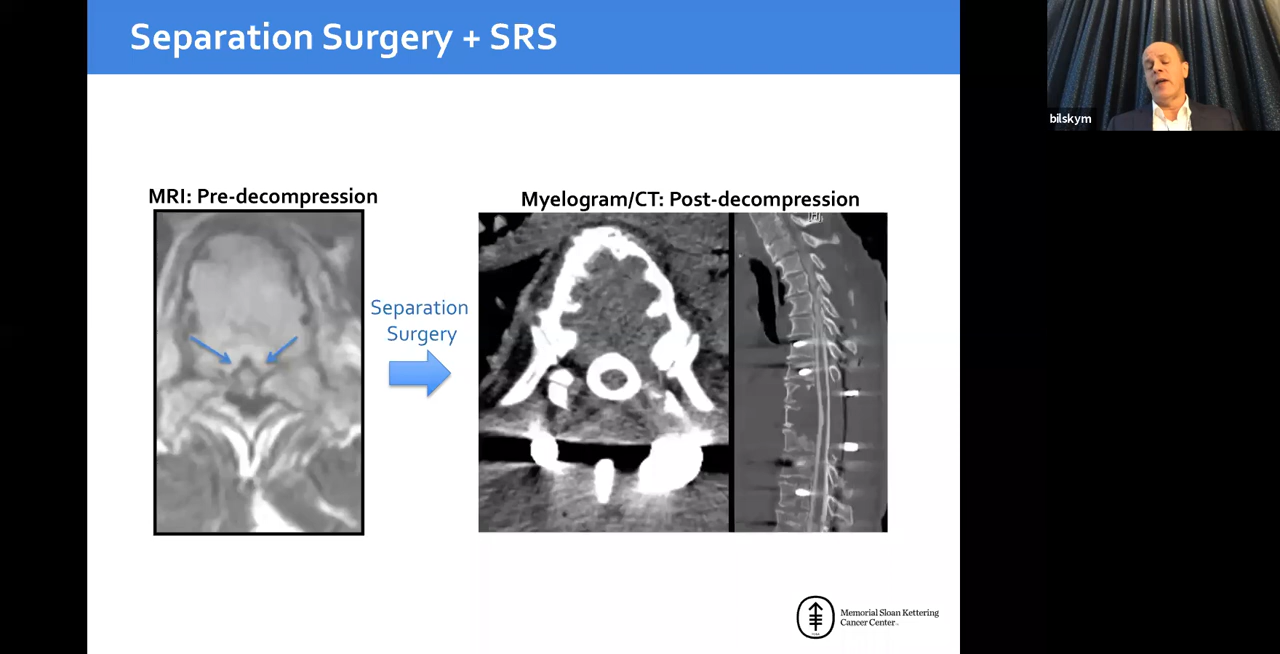 Separation Surgery + SRS
bilskym
MRI: Pre-decompression
Myelogram/CT: Post-decompression
Separation
Surgery
Memorial Sloan Kettering
Cancer Center